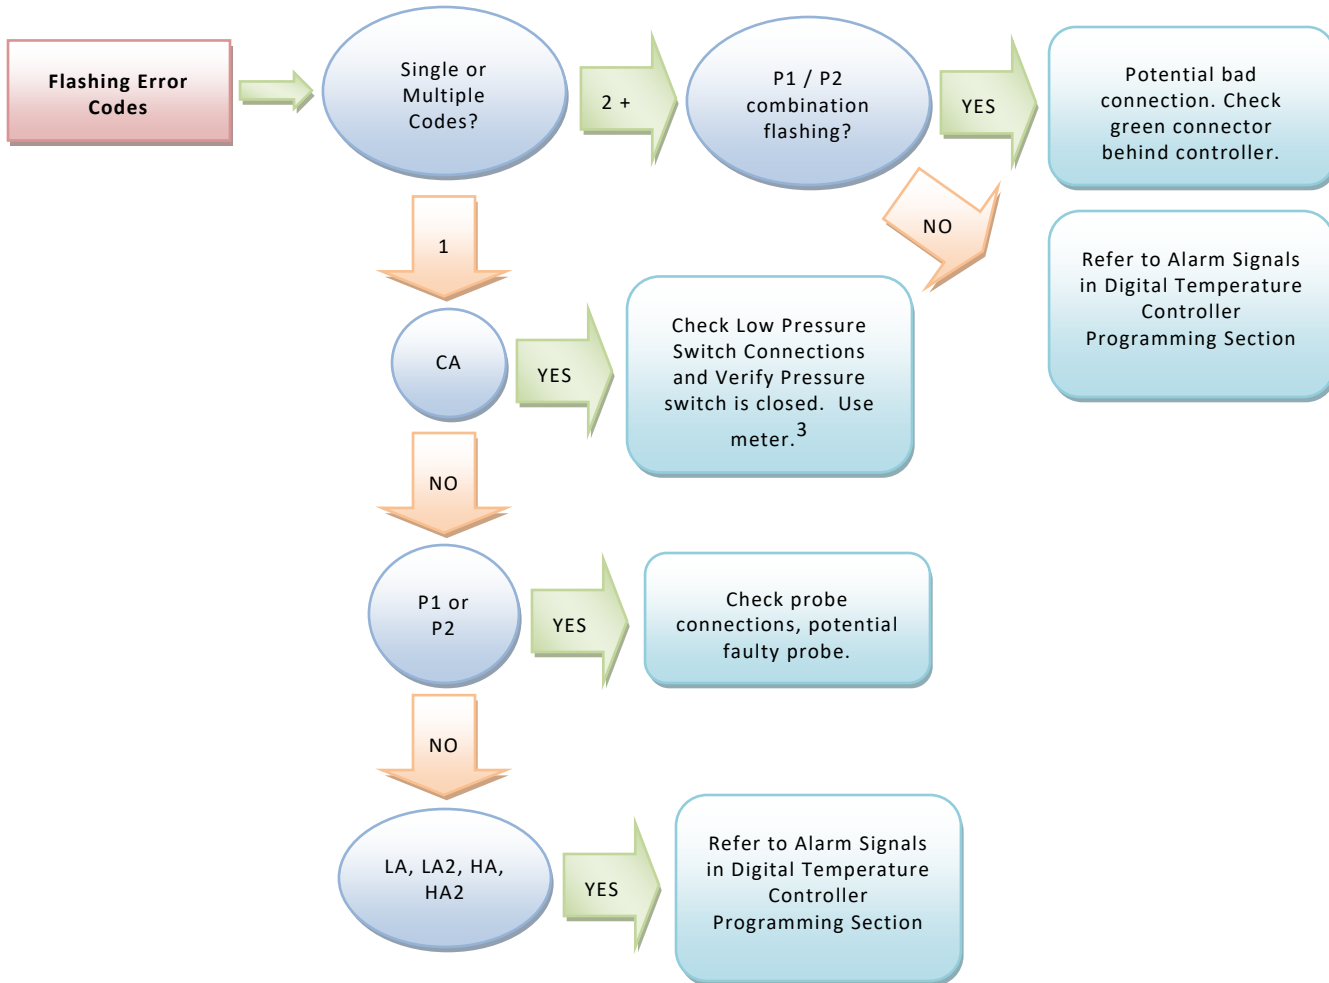 Flashing Error
Codes
Single or
Multiple
Codes?
2 +
P1 / P2
combination
flashing?
YES
Potential bad
connection. Check
green connector
behind controller.
NO
Refer to Alarm Signals
in Digital Temperature
Controller
Programming Section
1
CA
YES
Check Low Pressure
Switch Connections
and Verify Pressure
switch is closed.  Use
meter.3
NO
P1 or
P2
YES
Check probe
connections, potential
faulty probe.
NO
LA, LA2, HA,
HA2
YES
Refer to Alarm Signals
in Digital Temperature
Controller
Programming Section